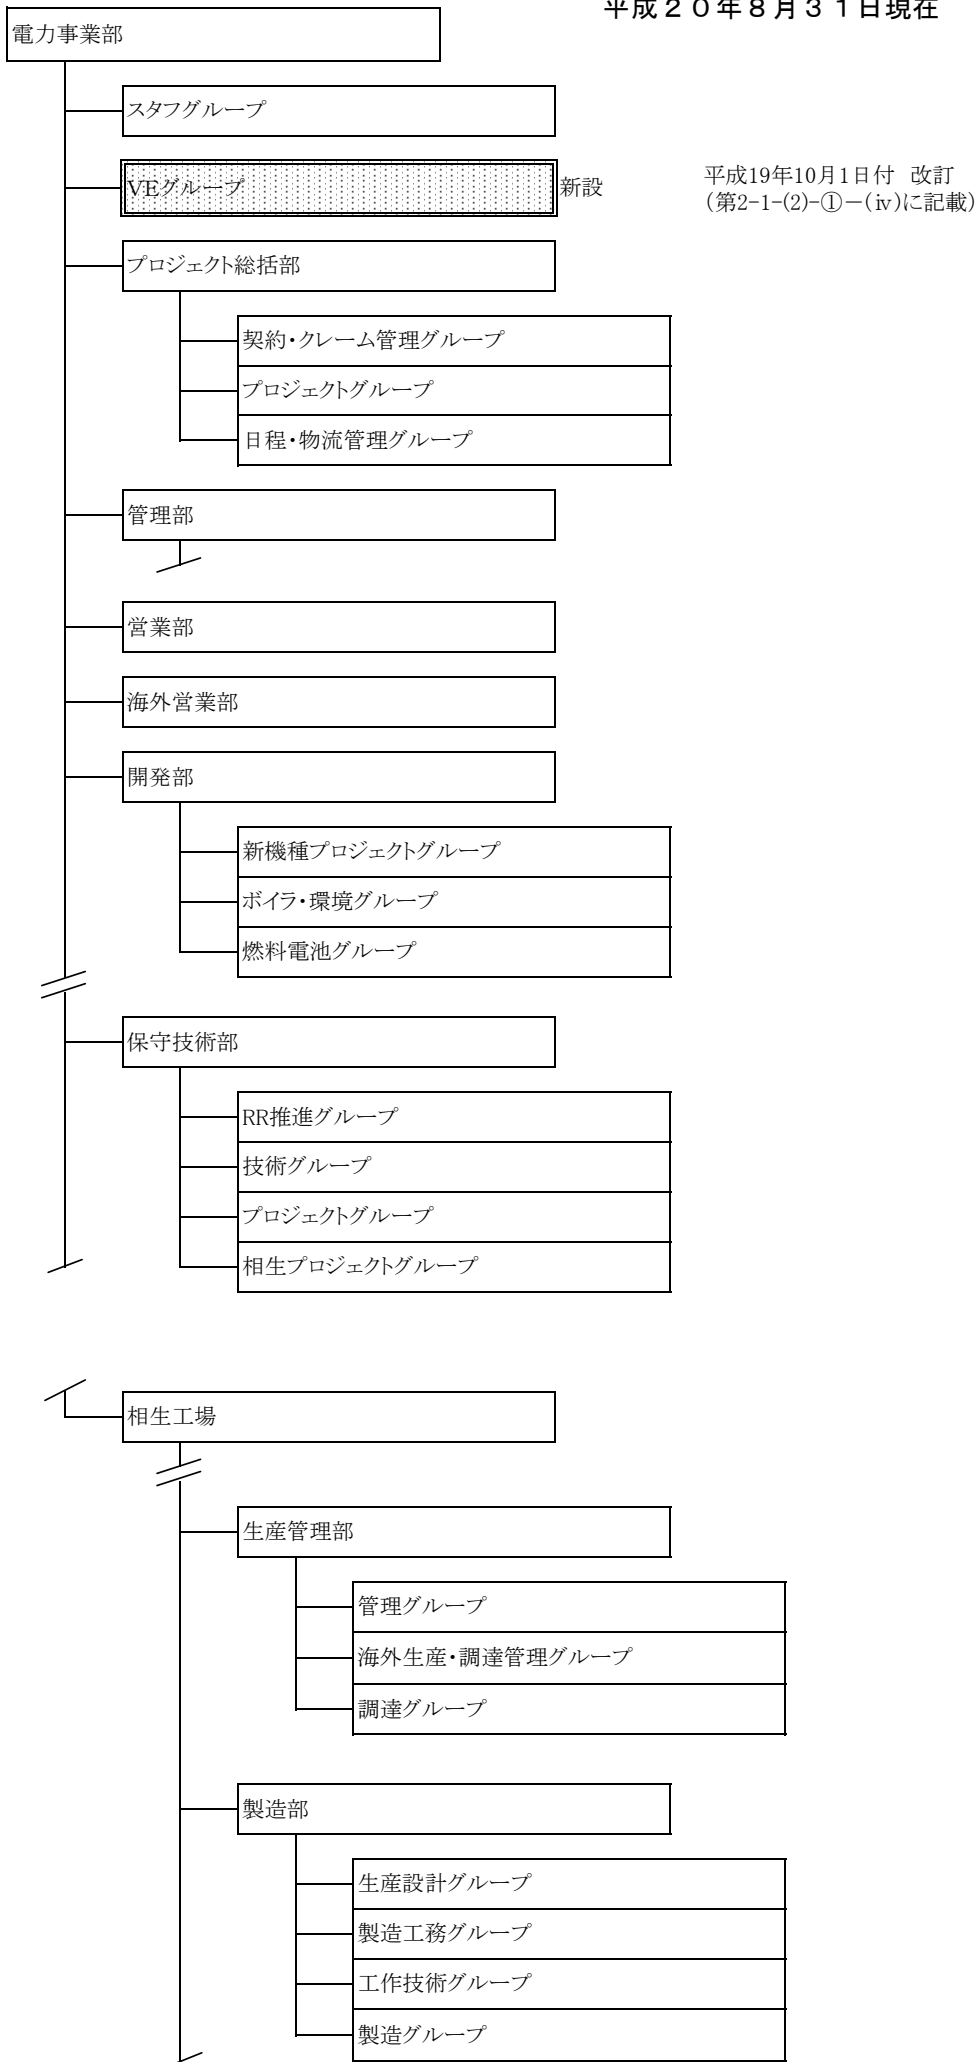 平成２０年８月３１日現在
電力事業部
スタフグループ
VEグループ
新設
平成19年10月1日付 改訂
（第2-1-(2)-①－(ⅳ)に記載）
プロジェクト総括部
契約・クレーム管理グループ
プロジェクトグループ
日程・物流管理グループ
管理部
営業部
海外営業部
開発部
新機種プロジェクトグループ
ボイラ・環境グループ
燃料電池グループ
保守技術部
RR推進グループ
技術グループ
プロジェクトグループ
相生プロジェクトグループ
相生工場
生産管理部
管理グループ
海外生産・調達管理グループ
調達グループ
製造部
生産設計グループ
製造工務グループ
工作技術グループ
製造グループ